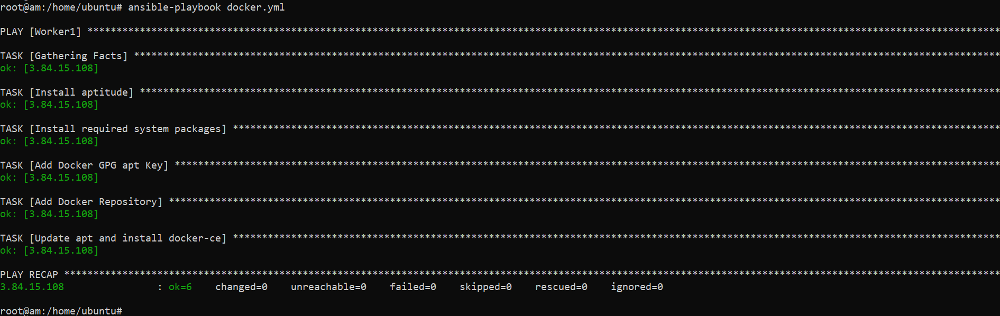 root@am:/home/ubuntu# ansible-playbook docker.yml
PLAY [Worker1] *********************************************************************************************************************************************************
TASK [Gathering Facts] *****************************************************************************************************************************************************
ok: [3.84.15.108]
TASK [Install aptitude] ****************************************************************************************************************************************************
ok: [3.84.15.108]
TASK [Install required system packages] ************************************************************************************************************************************
ok: [3.84.15.108]
TASK [Add Docker GPG apt Key] **********************************************************************************************************************************************
ok: [3.84.15.108]
TASK [Add Docker Repository] ***********************************************************************************************************************************************
ok: [3.84.15.108]
TASK [Update apt and install docker-ce] ************************************************************************************************************************************
ok: [3.84.15.108]
PLAY RECAP *****************************************************************************************************************************************************************
3.84.15.108                : ok=6    changed=0    unreachable=0    failed=0    skipped=0    rescued=0    ignored=0
root@am:/home/ubuntu#